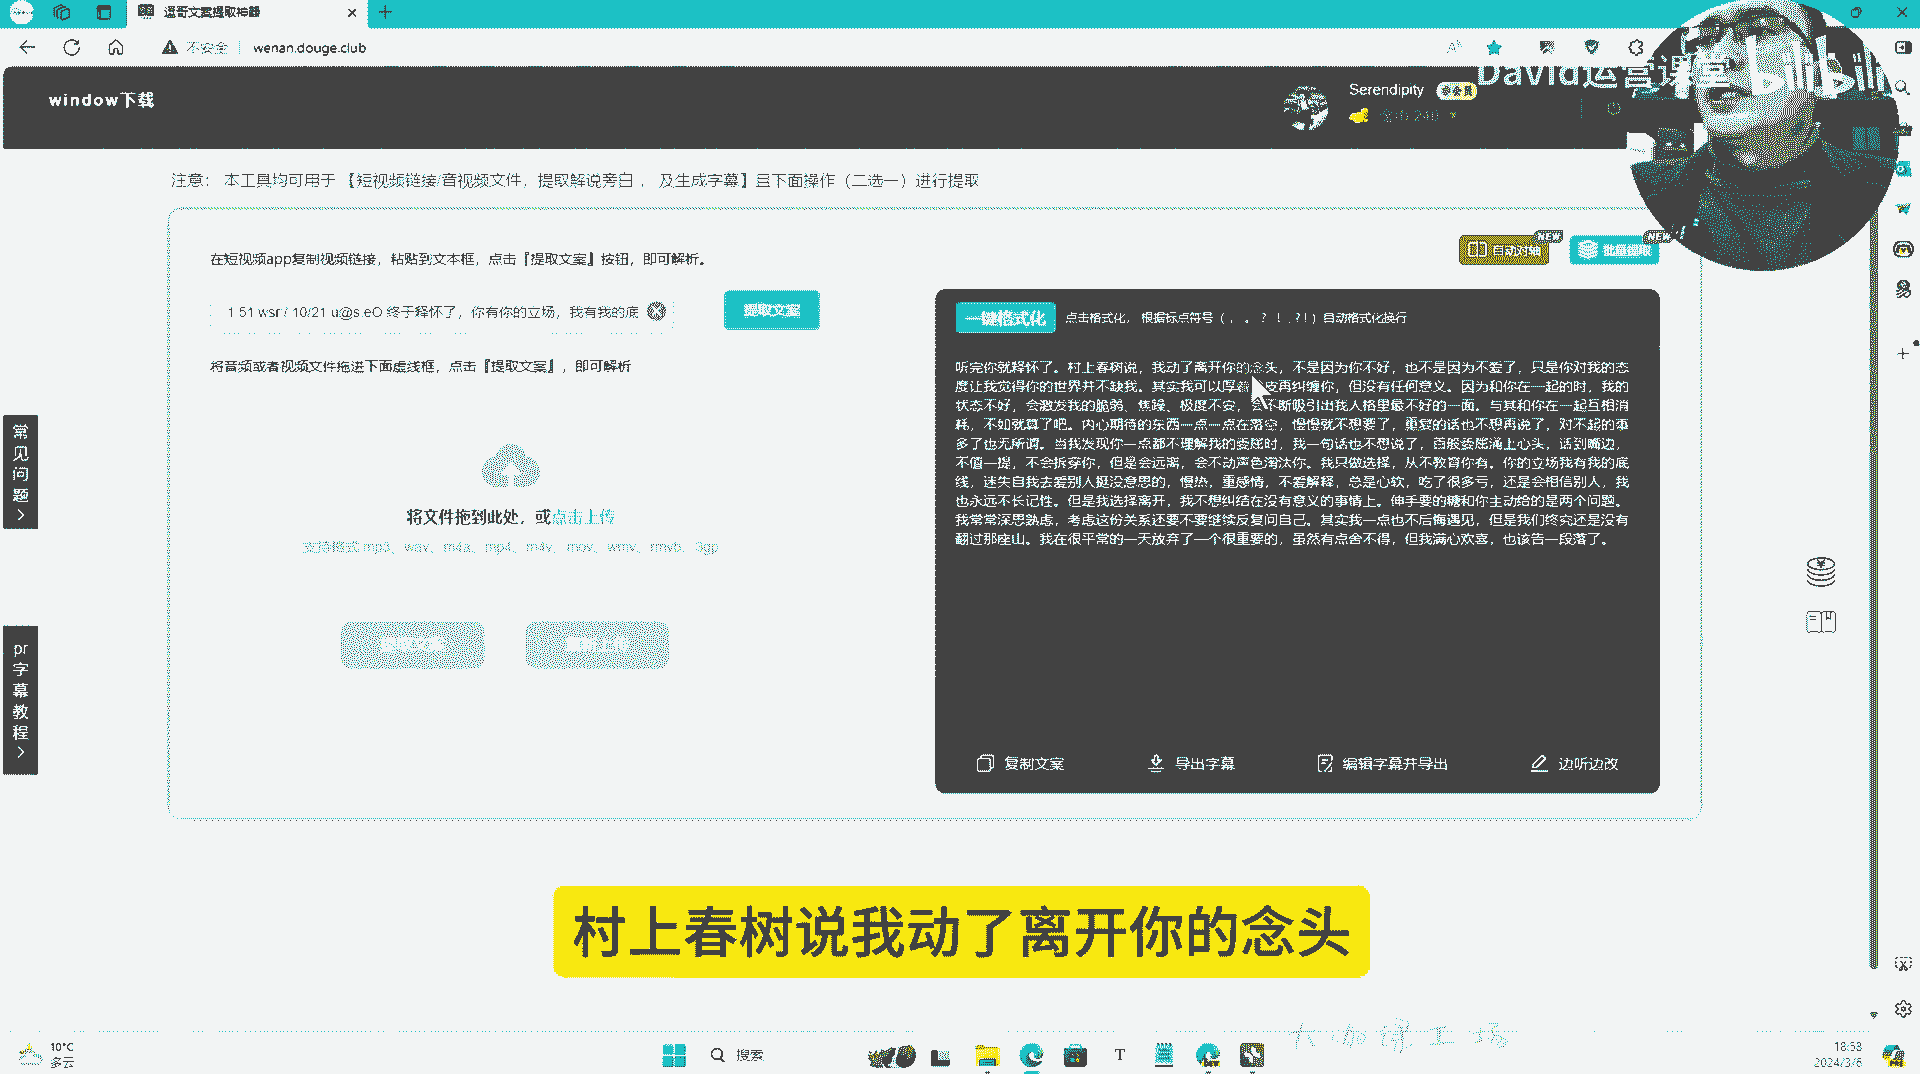 逗哥文案提取神器
不安全
wenan.douge.club
window下载
Serendipity
David运营课堂
bilibili
注意： 本工具均可用于 【短视频链接/音视频文件，提取解说旁白 ， 及生成字幕】且下面操作（二选一）进行提取
在短视频app复制视频链接，粘贴到文本框，点击『提取文案』按钮，即可解析。
NEW
NEW
自动对轴
批量提取
1.51 wsr / 10/21 u@s.eO 终于释怀了，你有你的立场，我有我的底
提取文案
一键格式化
点击格式化， 根据标点符号（ ， 。 ？ ！ . ?! ）自动格式化换行
将音频或者视频文件拖进下面虚线框，点击『提取文案』，即可解析
听完你就释怀了。村上春树说，我动了离开你的念头，不是因为你不好，也不是因为不爱了，只是你对我的态
度让我觉得你的世界并不缺我。其实我可以厚着 皮再纠缠你，但没有任何意义。因为和你在一起的时，我的
状态不好，会激发我的脆弱、焦躁、极度不安，会不断吸引出我人格里最不好的一面。与其和你在一起互相消
耗，不如就算了吧。内心期待的东西一点一点在落空，慢慢就不想要了，重复的话也不想再说了，对不起的事
多了也无所谓。当我发现你一点都不理解我的委屈时，我一句话也不想说了，百般委屈涌上心头，话到嘴边，
不值一提，不会拆穿你，但是会远离，会不动声色淘汰你。我只做选择，从不教育你有。你的立场我有我的底
线，迷失自我去爱别人挺没意思的，慢热，重感情，不爱解释，总是心软，吃了很多亏，还是会相信别人，我
也永远不长记性。但是我选择离开，我不想纠结在没有意义的事情上。伸手要的糖和你主动给的是两个问题。
我常常深思熟虑，考虑这份关系还要不要继续反复问自己。其实我一点也不后悔遇见，但是我们终究还是没有
翻过那座山。我在很平常的一天放弃了一个很重要的，虽然有点舍不得，但我满心欢喜，也该告一段落了。
常见问题
将文件拖到此处，或点击上传
支持格式:mp3、wav、m4a、mp4、m4v、mov、wmv、rmvb、3gp
pr字幕教程
复制文案
导出字幕
编辑字幕并导出
边听边改
村上春树说我动了离开你的念头
10°C
多云
搜索
18:58
2024/3/6